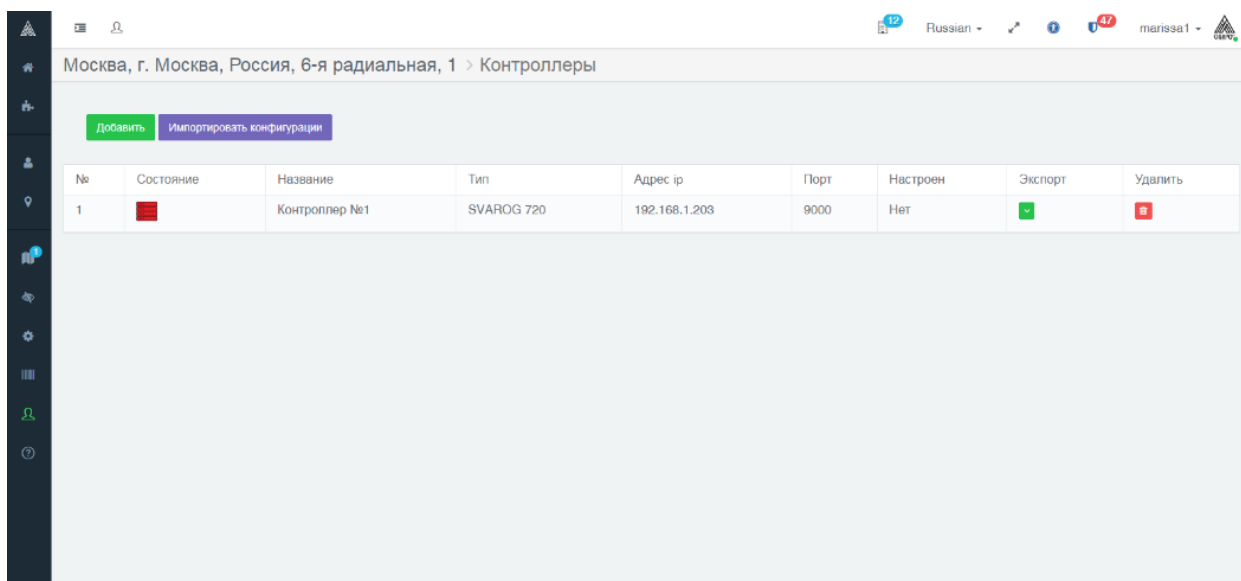 12 Russian 47 marissa1
Москва, г. Москва, Россия, 6-я радиальная, 1 > Контроллеры
Добавить Импортировать конфигурации
№ Состояние Название Тип Адрес ip Порт Настроен Экспорт Удалить
1 Контроллер №1 SVAROG 720 192.168.1.203 9000 Нет
1